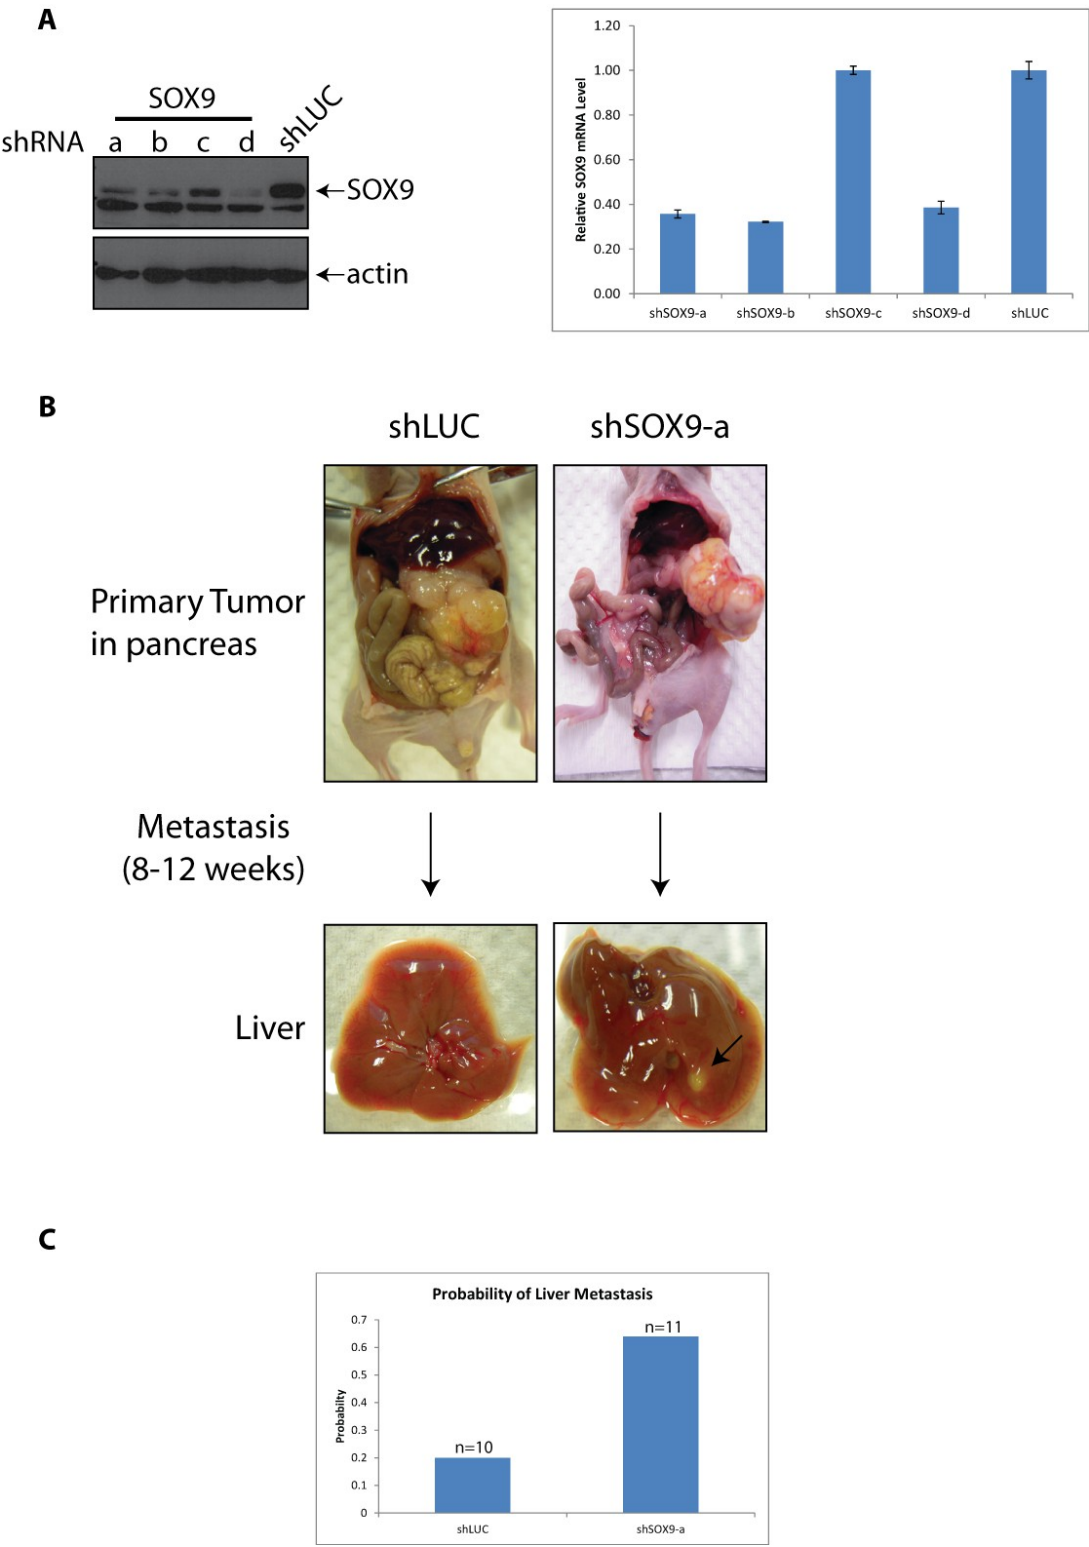 A
SOX9
shLUC
shRNA a b c d
←SOX9
←actin
Relative SOX9 mRNA Level
1.20
1.00
0.80
0.60
0.40
0.20
0.00
shSOX9-a shSOX9-b shSOX9-c shSOX9-d shLUC
B
shLUC shSOX9-a
Primary Tumor
in pancreas
Metastasis
(8-12 weeks)
Liver
C
Probability of Liver Metastasis
Probabilty
0.7
0.6
0.5
0.4
0.3
0.2
0.1
0
n=10
n=11
shLUC shSOX9-a